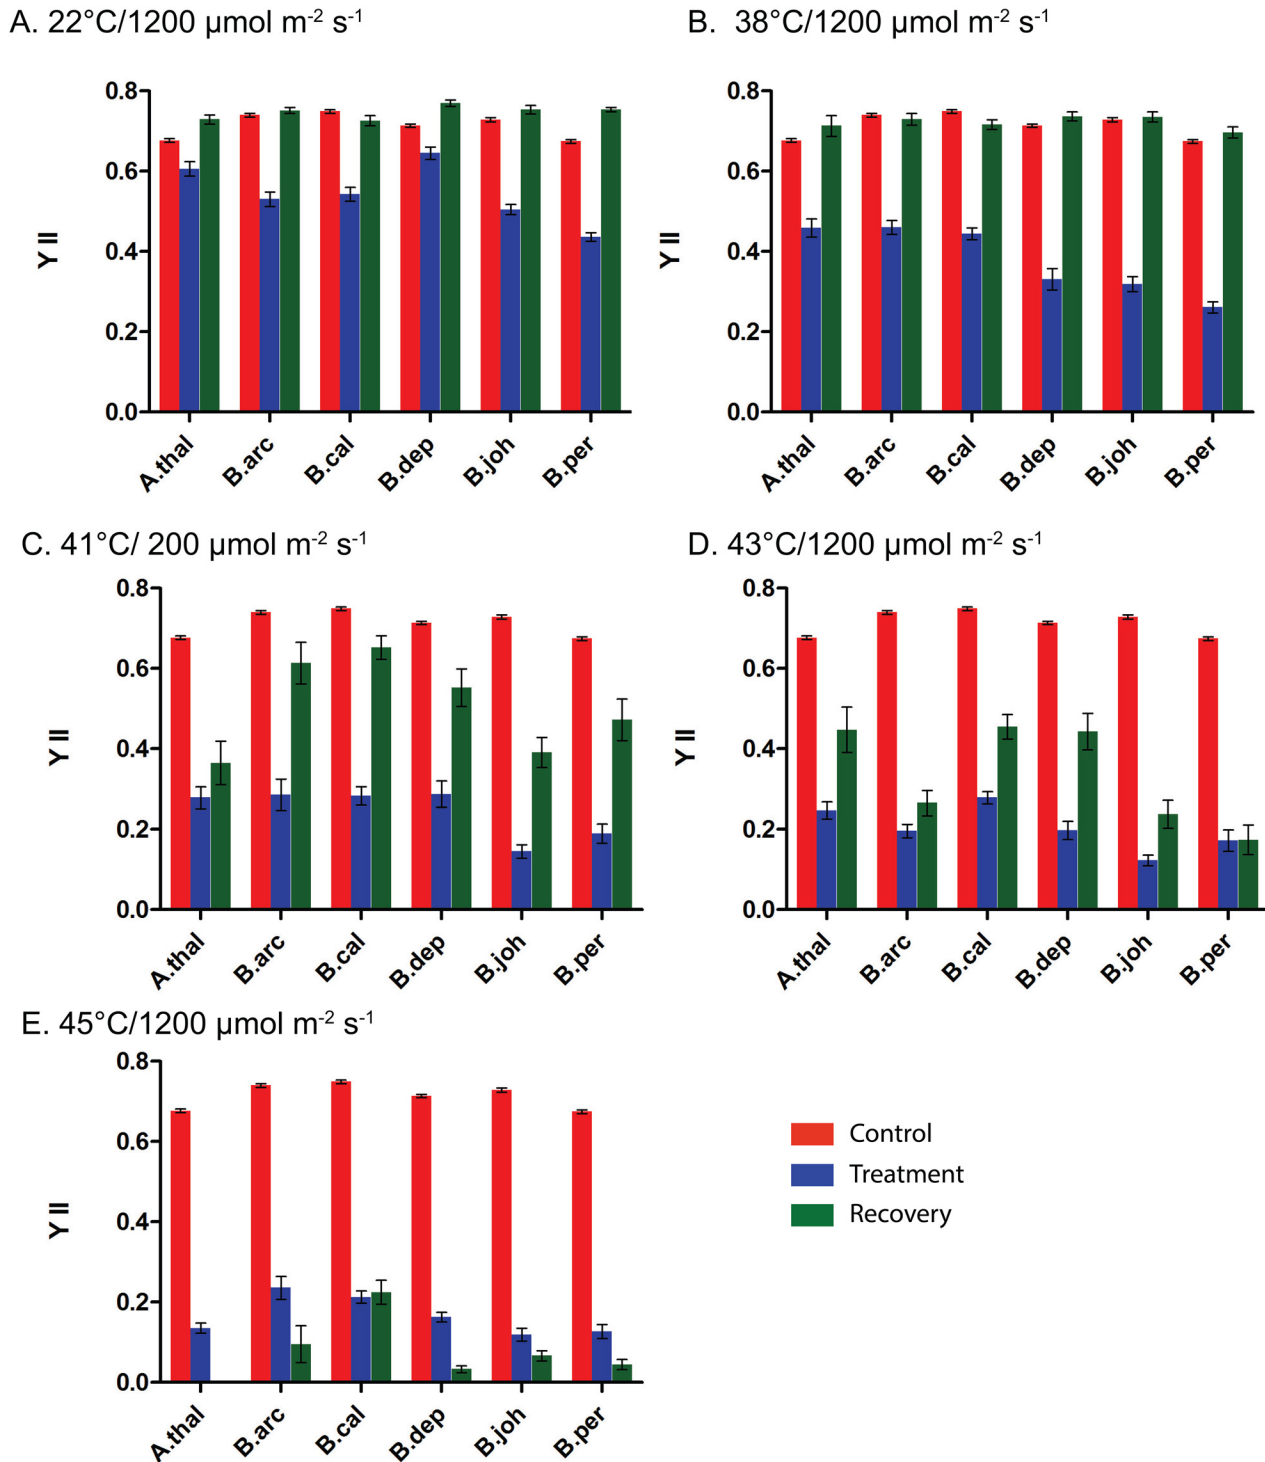 A. 22°C/1200 µmol m-2 s-1
Y II
0.8
0.6
0.4
0.2
0.0
A.thal B.arc B.cal B.dep B.joh B.per
B. 38°C/1200 µmol m-2 s-1
Y II
0.8
0.6
0.4
0.2
0.0
A.thal B.arc B.cal B.dep B.joh B.per
C. 41°C/ 200 µmol m-2 s-1
Y II
0.8
0.6
0.4
0.2
0.0
A.thal B.arc B.cal B.dep B.joh B.per
D. 43°C/1200 µmol m-2 s-1
Y II
0.8
0.6
0.4
0.2
0.0
A.thal B.arc B.cal B.dep B.joh B.per
E. 45°C/1200 µmol m-2 s-1
Y II
0.8
0.6
0.4
0.2
0.0
A.thal B.arc B.cal B.dep B.joh B.per
Control
Treatment
Recovery